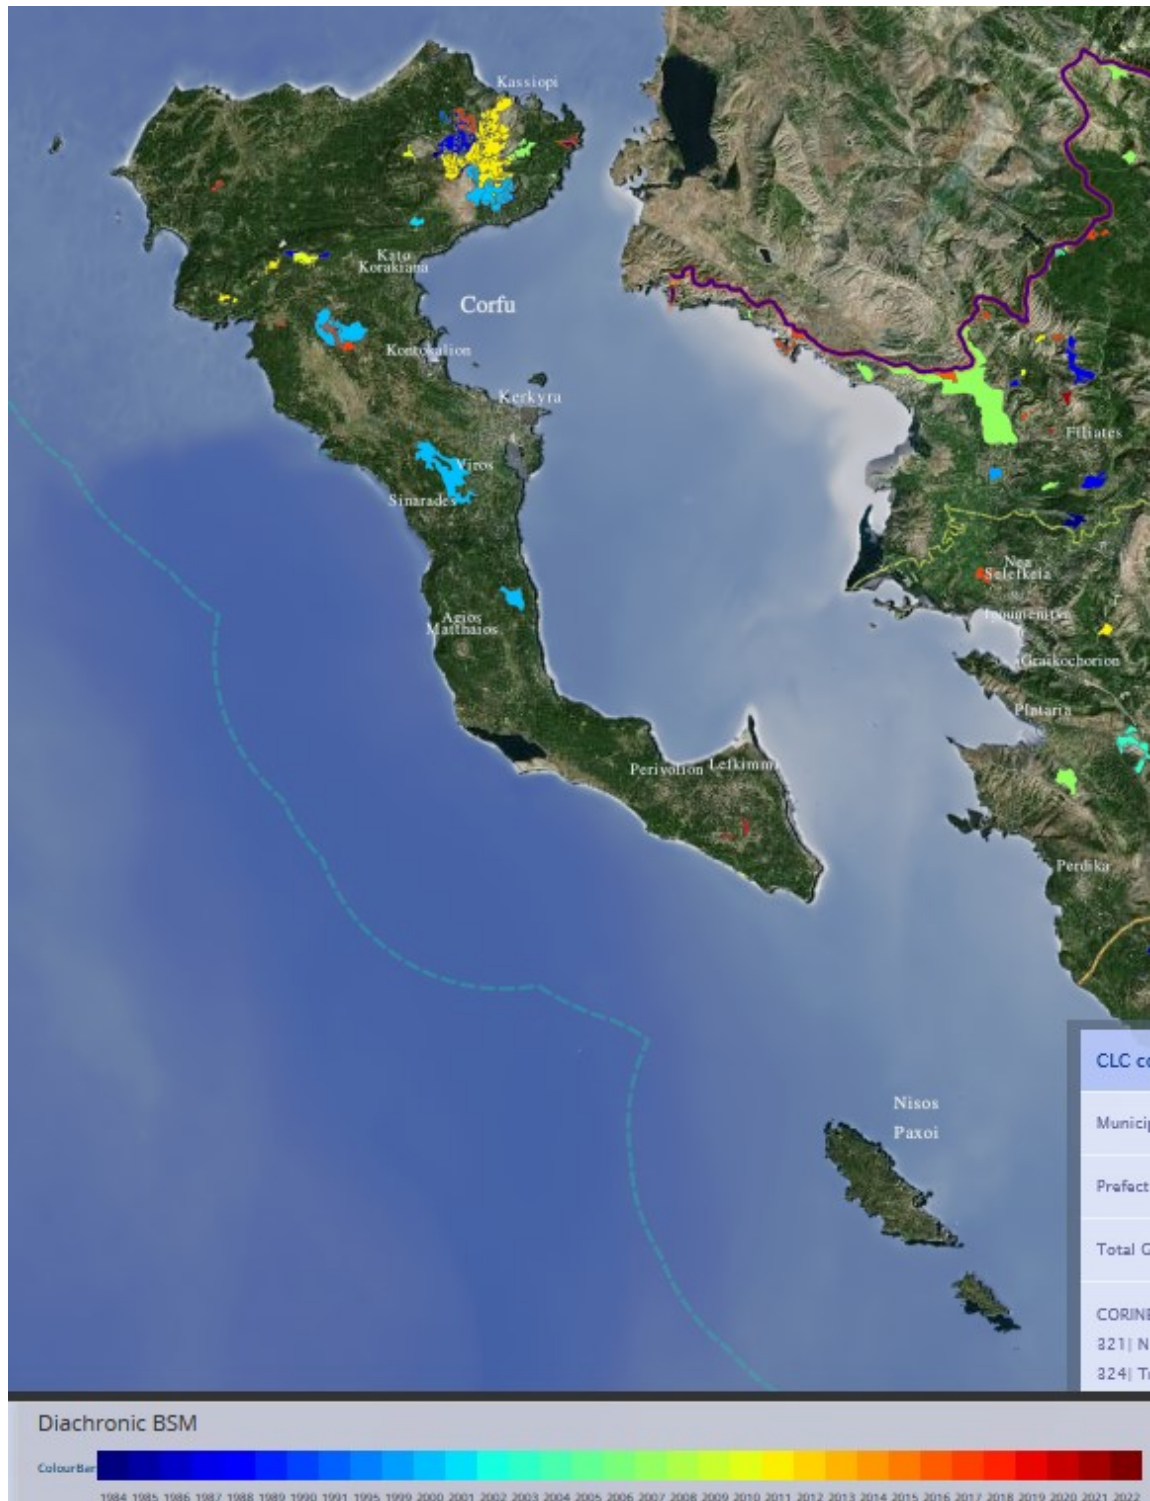 Kassiopi
Kato
Korakiana
Corfu
Kontokalion
Kerkyra
Viros
Sinarades
Filiates
Nea
Selefkeia
Igoumenitsa
Agios
Matthaios
Graikochorion
Plataria
Perivolion
Lefkimmi
Perdika
Nisos
Paxoi
CLC co
Municip
Prefect
Total
CORINE
321| N
324| Tr
Diachronic BSM
ColourBar
1984 1985 1986 1987 1988 1989 1990 1991 1995 1999 2000 2001 2002 2003 2004 2005 2006 2007 2008 2009 2010 2011 2012 2013 2014 2015 2016 2017 2018 2019 2020 2021 2022